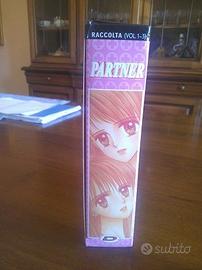 RACCOLTA (VOL.1-3)
PARTNER
D
subito